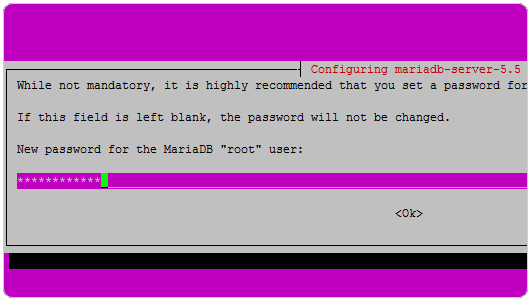 Configuring mariadb-server-5.5
While not mandatory, it is highly recommended that you set a password for
If this field is left blank, the password will not be changed.
New password for the MariaDB "root" user:
************
<Ok>